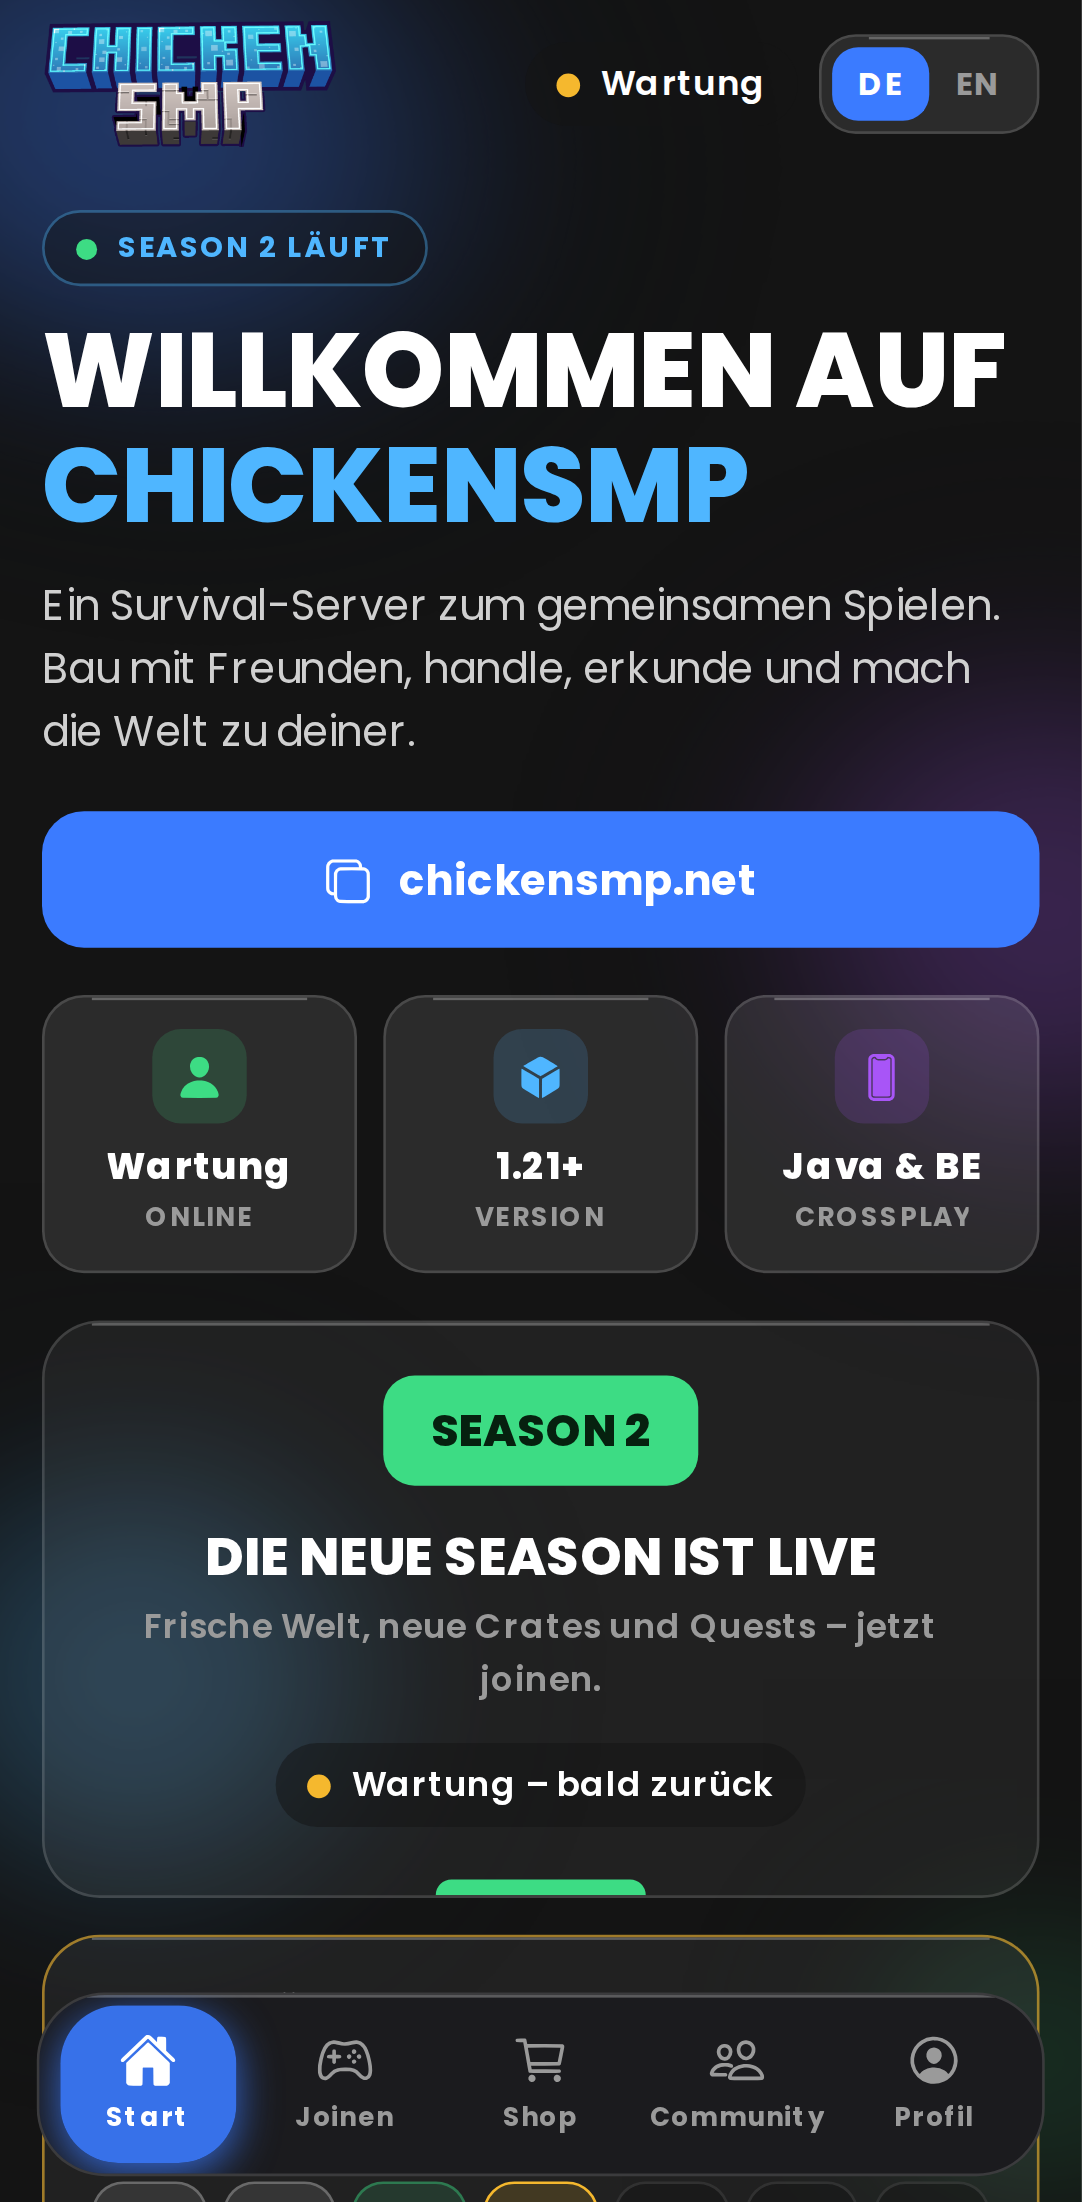 CHICKEN
SMP
Wartung
DE EN
SEASON 2 LÄUFT
WILLKOMMEN AUF
CHICKENSMP
Ein Survival-Server zum gemeinsamen Spielen.
Bau mit Freunden, handle, erkunde und mach
die Welt zu deiner.
chickensmp.net
Wartung
ONLINE
1.21+
VERSION
Java & BE
CROSSPLAY
SEASON 2
DIE NEUE SEASON IST LIVE
Frische Welt, neue Crates und Quests – jetzt
joinen.
Wartung – bald zurück
Start
Joinen
Shop
Community
Profil